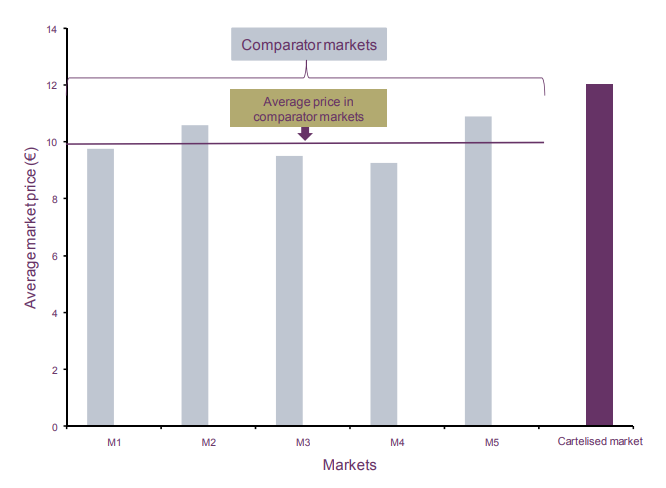 Comparator markets
Average price in
comparator markets
Average market price (€)
14
12
10
8
6
4
2
0
M1
M2
M3
M4
M5
Cartelised market
Markets